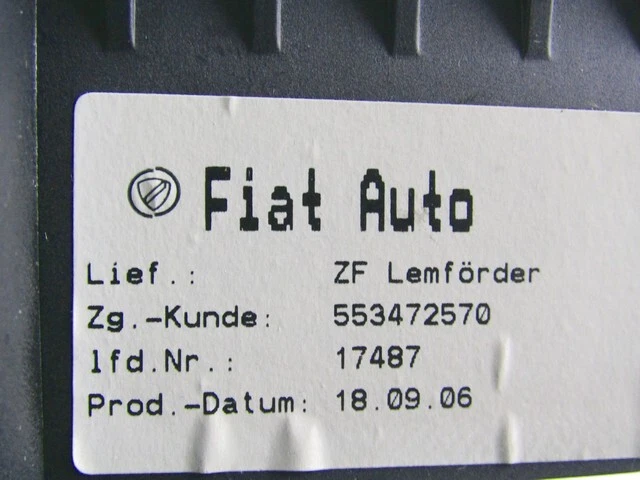 Fiat Auto
Lief.: ZF Lemförder
Zg.-Kunde: 553472570
lfd.Nr.: 17487
Prod.-Datum: 18.09.06